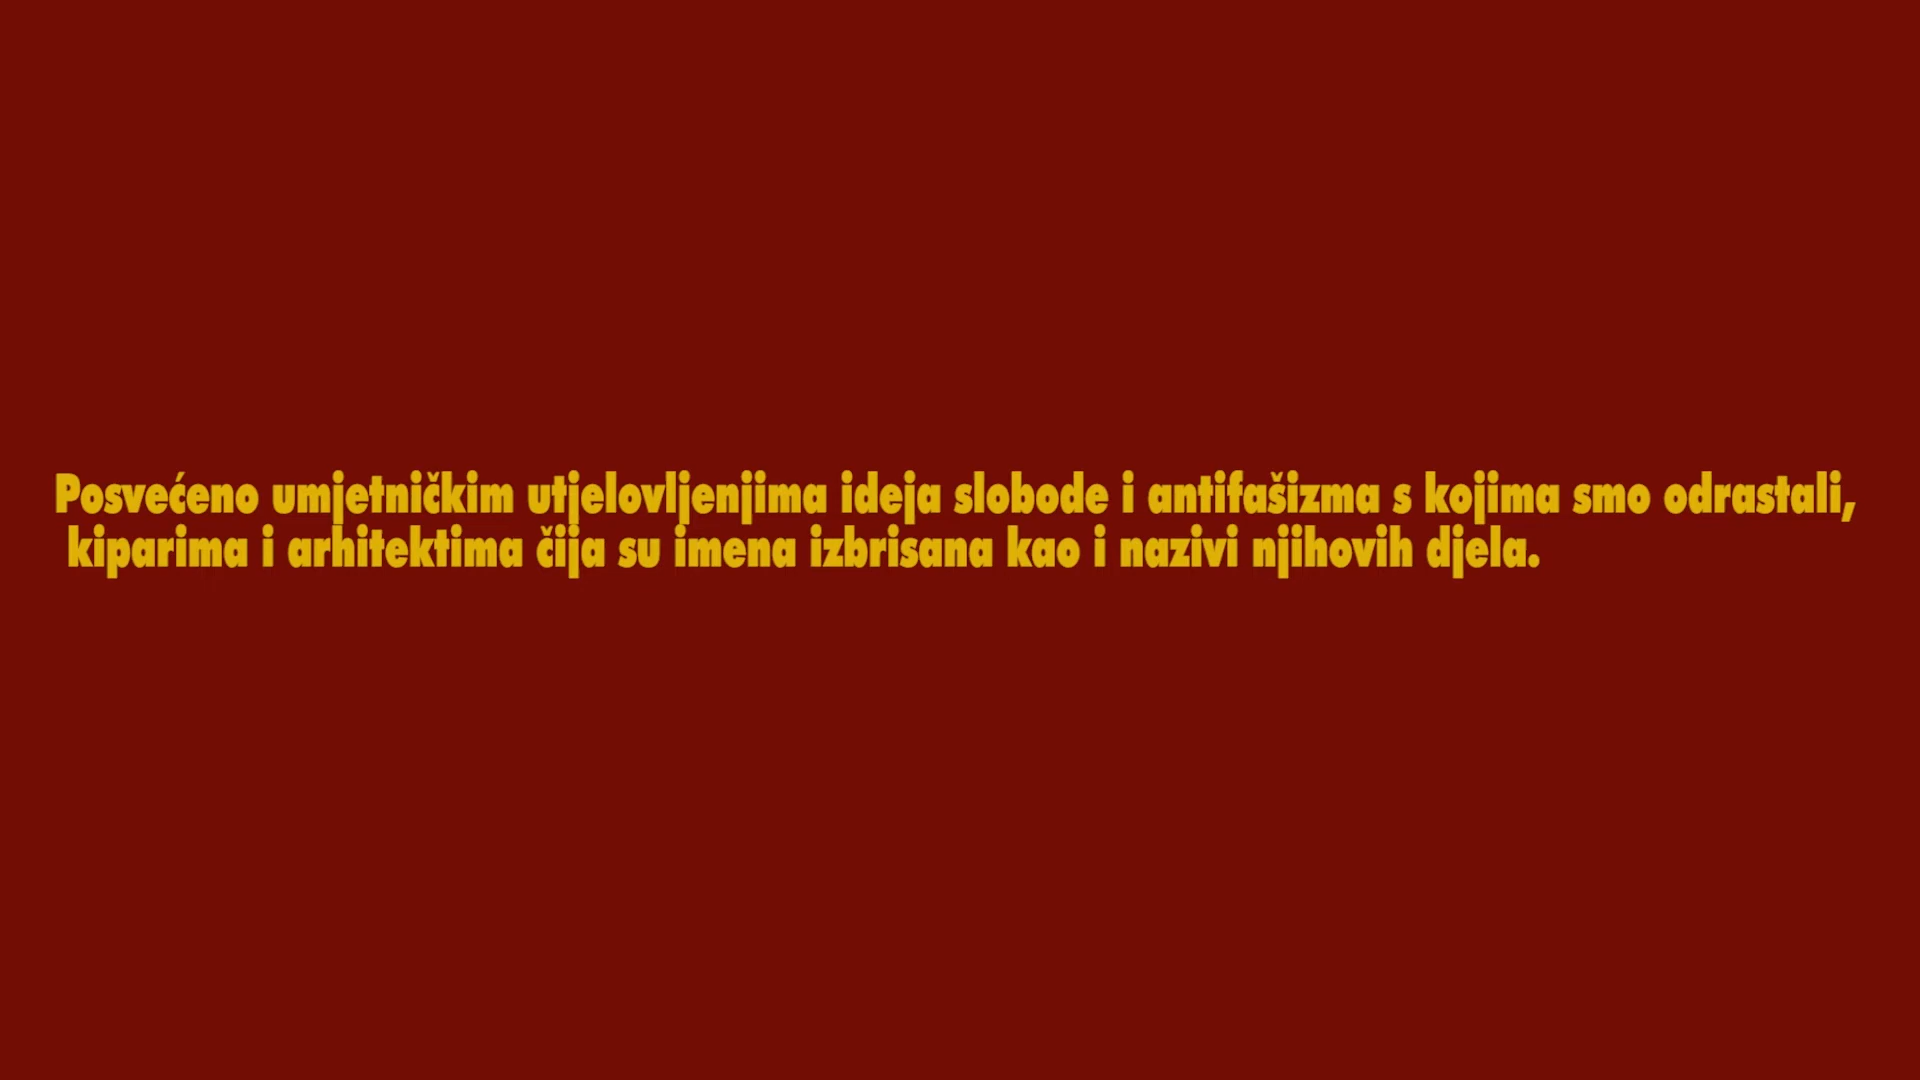 Posvećeno umjetničkim utjelovljenjima ideja slobode i antifašizma s kojima smo odrastali,
kiparima i arhitektima čija su imena izbrisana kao i nazivi njihovih djela.